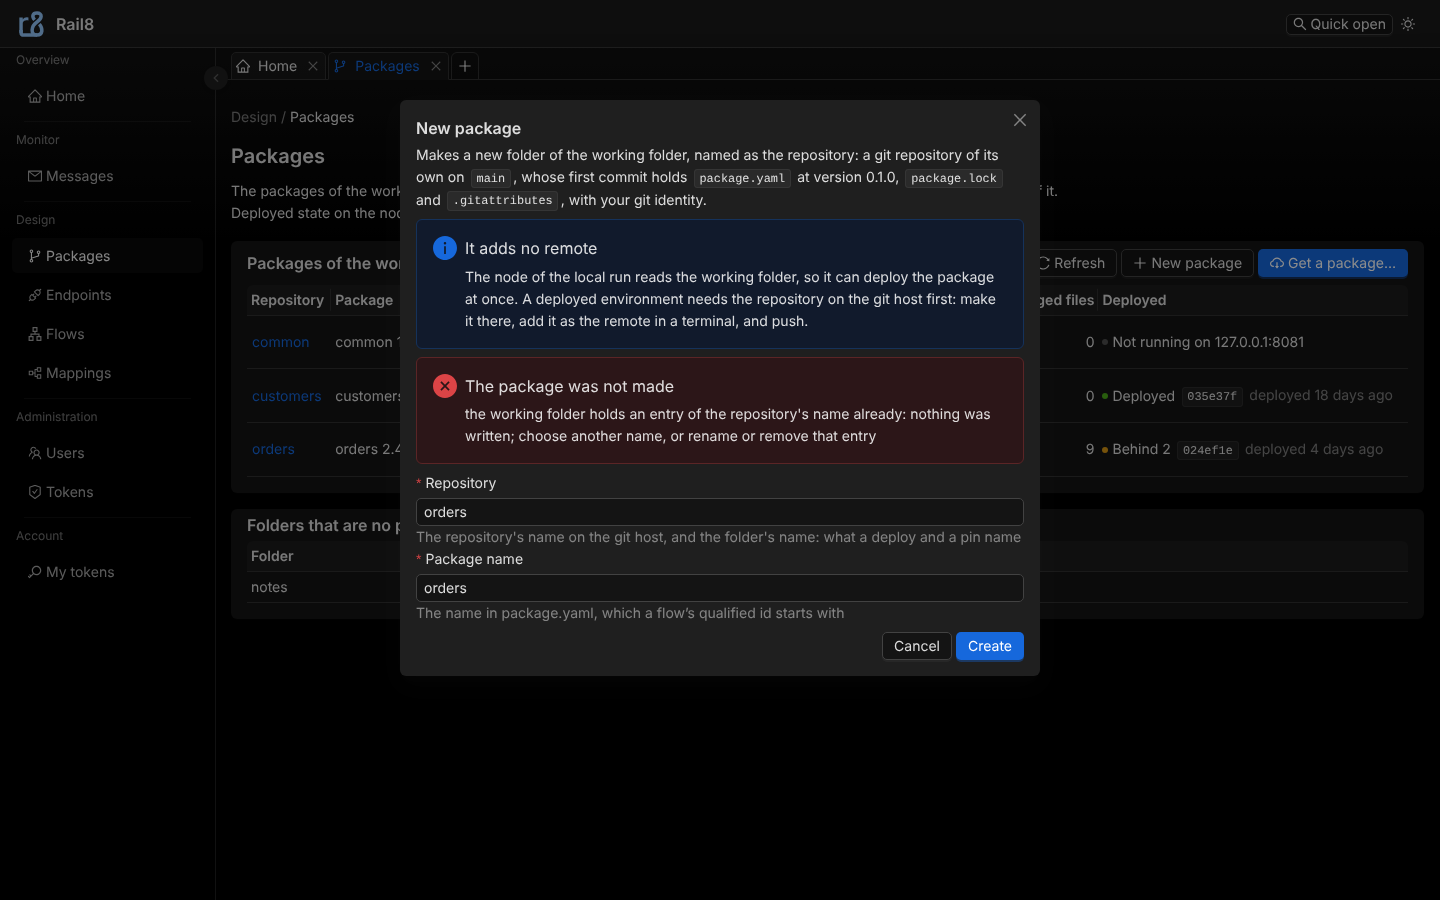 Rail8
Quick open
Overview
Home
Monitor
Messages
Design
Packages
Endpoints
Flows
Mappings
Administration
Users
Tokens
Account
My tokens
Home
Packages
Design / Packages
Packages
The packages of the work
f it.
Deployed state on the nod
Packages of the wor
Refresh
New package
Get a package...
Repository Package
ged files Deployed
common common 1
0 Not running on 127.0.0.1:8081
customers customers
0 Deployed 035e37f deployed 18 days ago
orders orders 2.4
9 Behind 2 024ef1e deployed 4 days ago
Folders that are no p
Folder
notes
New package
Makes a new folder of the working folder, named as the repository: a git repository of its
own on main, whose first commit holds package.yaml at version 0.1.0, package.lock
and .gitattributes, with your git identity.
It adds no remote
The node of the local run reads the working folder, so it can deploy the package
at once. A deployed environment needs the repository on the git host first: make
it there, add it as the remote in a terminal, and push.
The package was not made
the working folder holds an entry of the repository's name already: nothing was
written; choose another name, or rename or remove that entry
* Repository
orders
The repository's name on the git host, and the folder's name: what a deploy and a pin name
* Package name
orders
The name in package.yaml, which a flow’s qualified id starts with
Cancel
Create